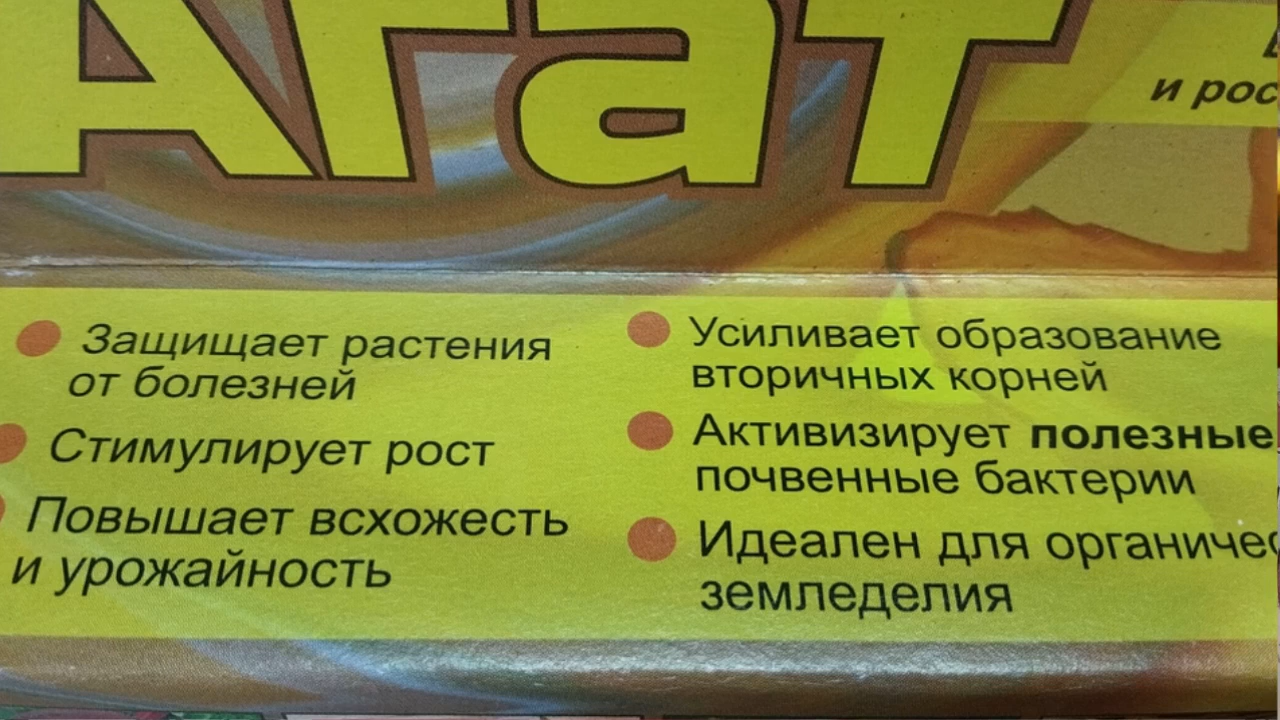 Агат
и рос
Защищает растения
от болезней
Стимулирует рост
Повышает всхожесть
и урожайность
Усиливает образование
вторичных корней
Активизирует полезные
почвенные бактерии
Идеален для
земледелия